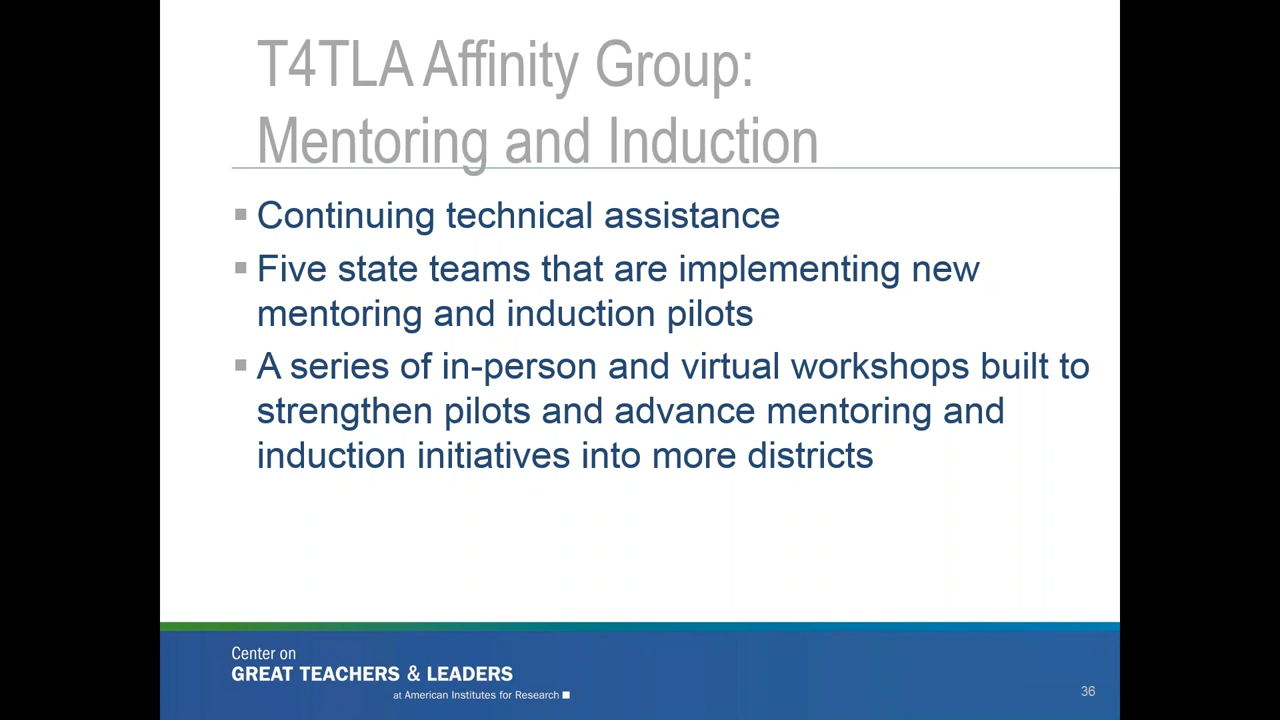 T4TLA Affinity Group:
Mentoring and Induction
Continuing technical assistance
Five state teams that are implementing new
mentoring and induction pilots
A series of in-person and virtual workshops built to
strengthen pilots and advance mentoring and
induction initiatives into more districts
Center on
GREAT TEACHERS & LEADERS
at American Institutes for Research
36